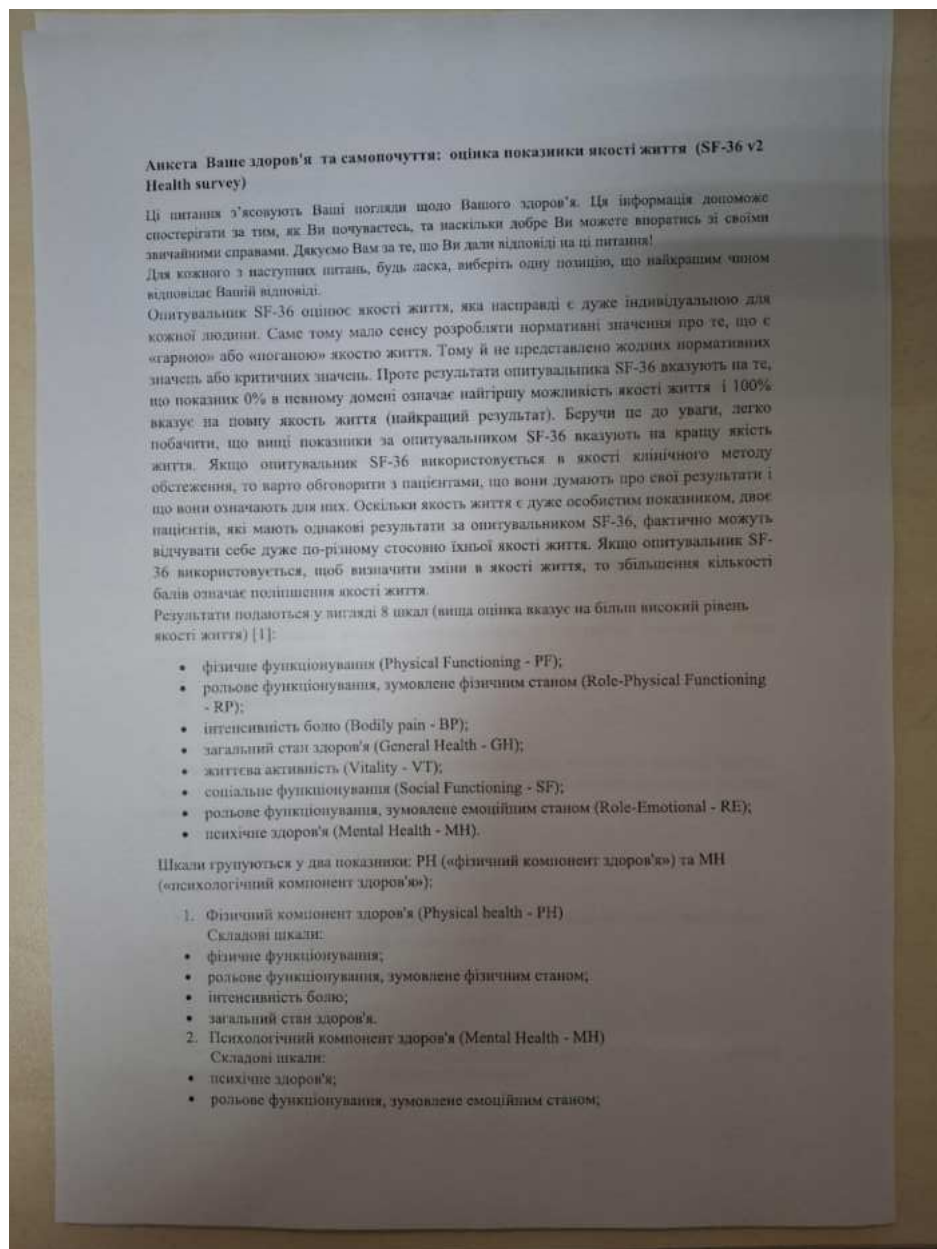 Анкета Ваше здоров'я та самопочуття: оцінка показники якості життя (SF-36 v2
Health survey)
Ці питання з’ясовують Ваші погляди щодо Вашого здоров’я. Ця інформація допоможе
спостерігати за тим, як Ви почуваєтесь, та наскільки добре Ви можете впоратись зі своїми
звичайними справами. Дякуємо Вам за те, що Ви дали відповіді на ці питання!
Для кожного з наступних питань, будь ласка, виберіть одну позицію, що найкращим чином
відповідає Вашій відповіді.
Опитувальник SF-36 оцінює якості життя, яка насправді є дуже індивідуальною для
кожної людини. Саме тому мало сенсу розробляти нормативні значення про те, що є
«гарною» або «поганою» якостю життя. Тому й не представлено жодних нормативних
значень або критичних значень. Проте результати опитувальника SF-36 вказують на те,
що показник 0% в певному домені означає найгіршу можливість якості життя і 100%
вказує на повну якість життя (найкращий результат). Беручи це до уваги, легко
побачити, що вищі показники за опитувальником SF-36 вказують на кращу якість
життя. Якщо опитувальник SF-36 використовується в якості клінічного методу
обстеження, то варто обговорити з пацієнтами, що вони думають про свої результати і
що вони означають для них. Оскільки якість життя є дуже особистим показником, двоє
пацієнтів, які мають однакові результати за опитувальником SF-36, фактично можуть
відчувати себе дуже по-різному стосовно їхньої якості життя. Якщо опитувальник SF-
36 використовується, щоб визначити зміни в якості життя, то збільшення кількості
балів означає поліпшення якості життя.
Результати подаються у вигляді 8 шкал (вища оцінка вказує на більш високий рівень
якості життя) [1]:
• фізичне функціонування (Physical Functioning - PF);
• рольове функціонування, зумовлене фізичним станом (Role-Physical Functioning
- RP);
• інтенсивність болю (Bodily pain - BP);
• загальний стан здоров'я (General Health - GH);
• життєва активність (Vitality - VT);
• соціальне функціонування (Social Functioning - SF);
• рольове функціонування, зумовлене емоційним станом (Role-Emotional - RE);
• психічне здоров'я (Mental Health - MH).
Шкали групуються у два показники: PH («фізичний компонент здоров'я») та MH
(«психологічний компонент здоров'я»):
1. Фізичний компонент здоров'я (Physical health - PH)
Складові шкали:
• фізичне функціонування;
• рольове функціонування, зумовлене фізичним станом;
• інтенсивність болю;
• загальний стан здоров'я.
2. Психологічний компонент здоров'я (Mental Health - MH)
Складові шкали:
• психічне здоров'я;
• рольове функціонування, зумовлене емоційним станом;